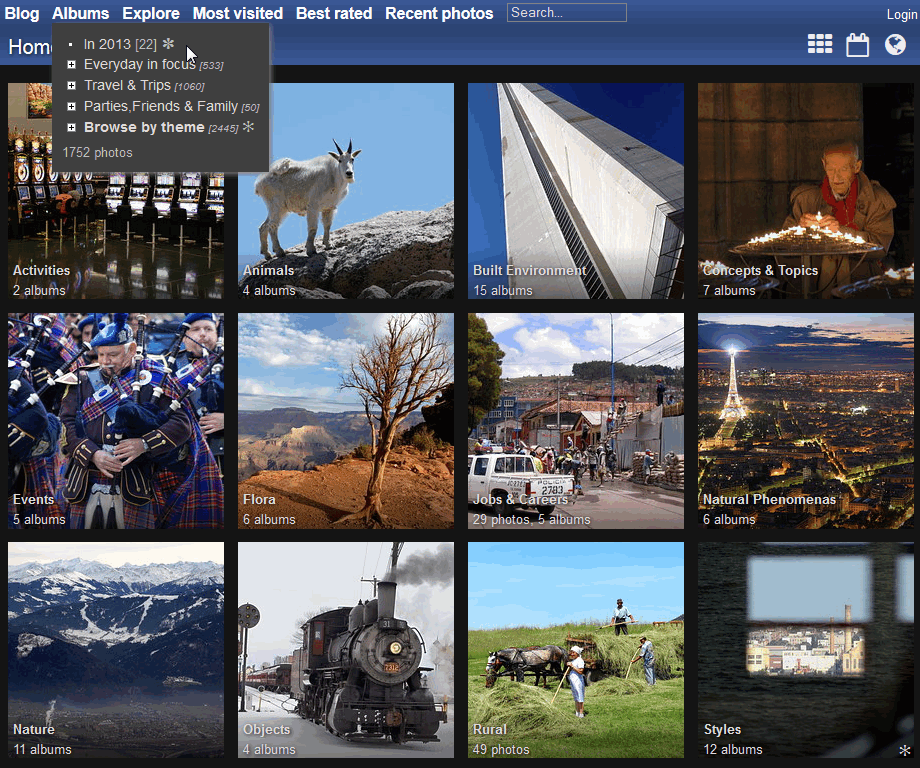 Blog Albums Explore Most visited Best rated Recent photos Search... Login
Home
In 2013 [22] ✻
Everyday in focus [533]
Travel & Trips [1060]
Parties,Friends & Family [50]
Browse by theme [2445] ✻
1752 photos
Activities
2 albums
Animals
4 albums
Built Environment
15 albums
Concepts & Topics
7 albums
Events
5 albums
Flora
6 albums
POLICIA
2783
Jobs & Careers
29 photos, 5 albums
Natural Phenomenas
6 albums
Nature
11 albums
7312
Objects
4 albums
Rural
49 photos
Styles
12 albums ✻